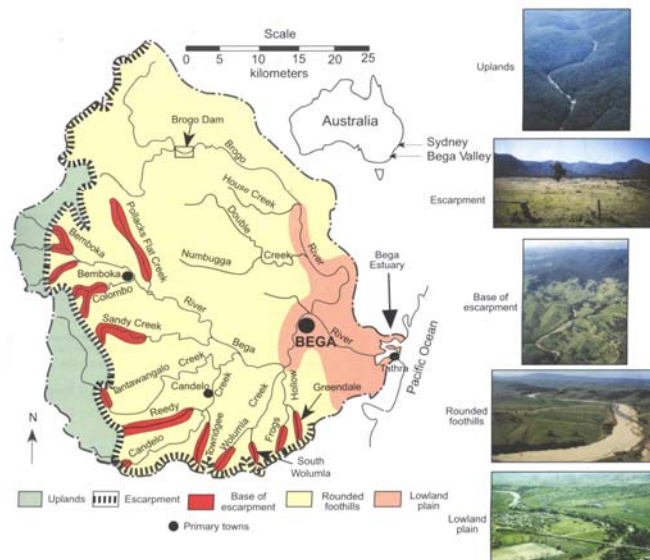 Scale
0 5 10 15 20 25
kilometers
Australia
Sydney
Bega Valley
Brogo Dam
Brogo
House Creek
Double
Creek
Numbugga
River
Pollacks Flat Creek
Bemboka
Bemboka
Colombo
River
Sandy Creek
Bega
River
BEGA
Bega
Estuary
Tathra
Pacific Ocean
Tantawangalo
Creek
Candelo
Creek
Reedy
Candelo
Towridgee
Wolumla
Creek
Frogs
Hollow
Greendale
South
Wolumla
N
Uplands
Escarpment
Base of
escarpment
Rounded
foothills
Lowland
plain
Primary towns
Uplands
Escarpment
Base of
escarpment
Rounded
foothills
Lowland
plain